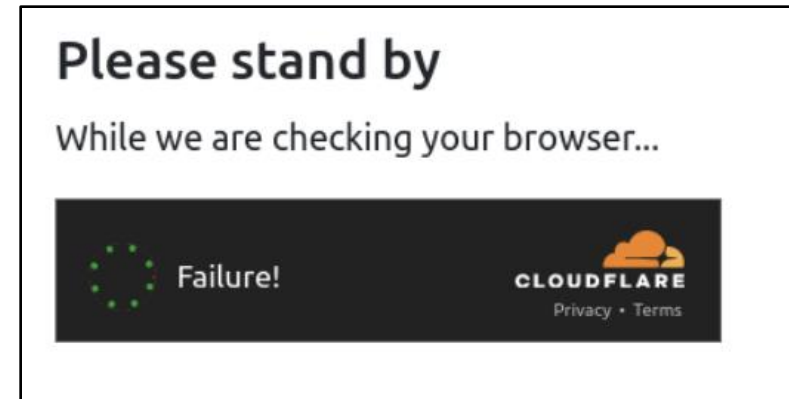 Please stand by
While we are checking your browser...
Failure!
CLOUDFLARE
Privacy • Terms